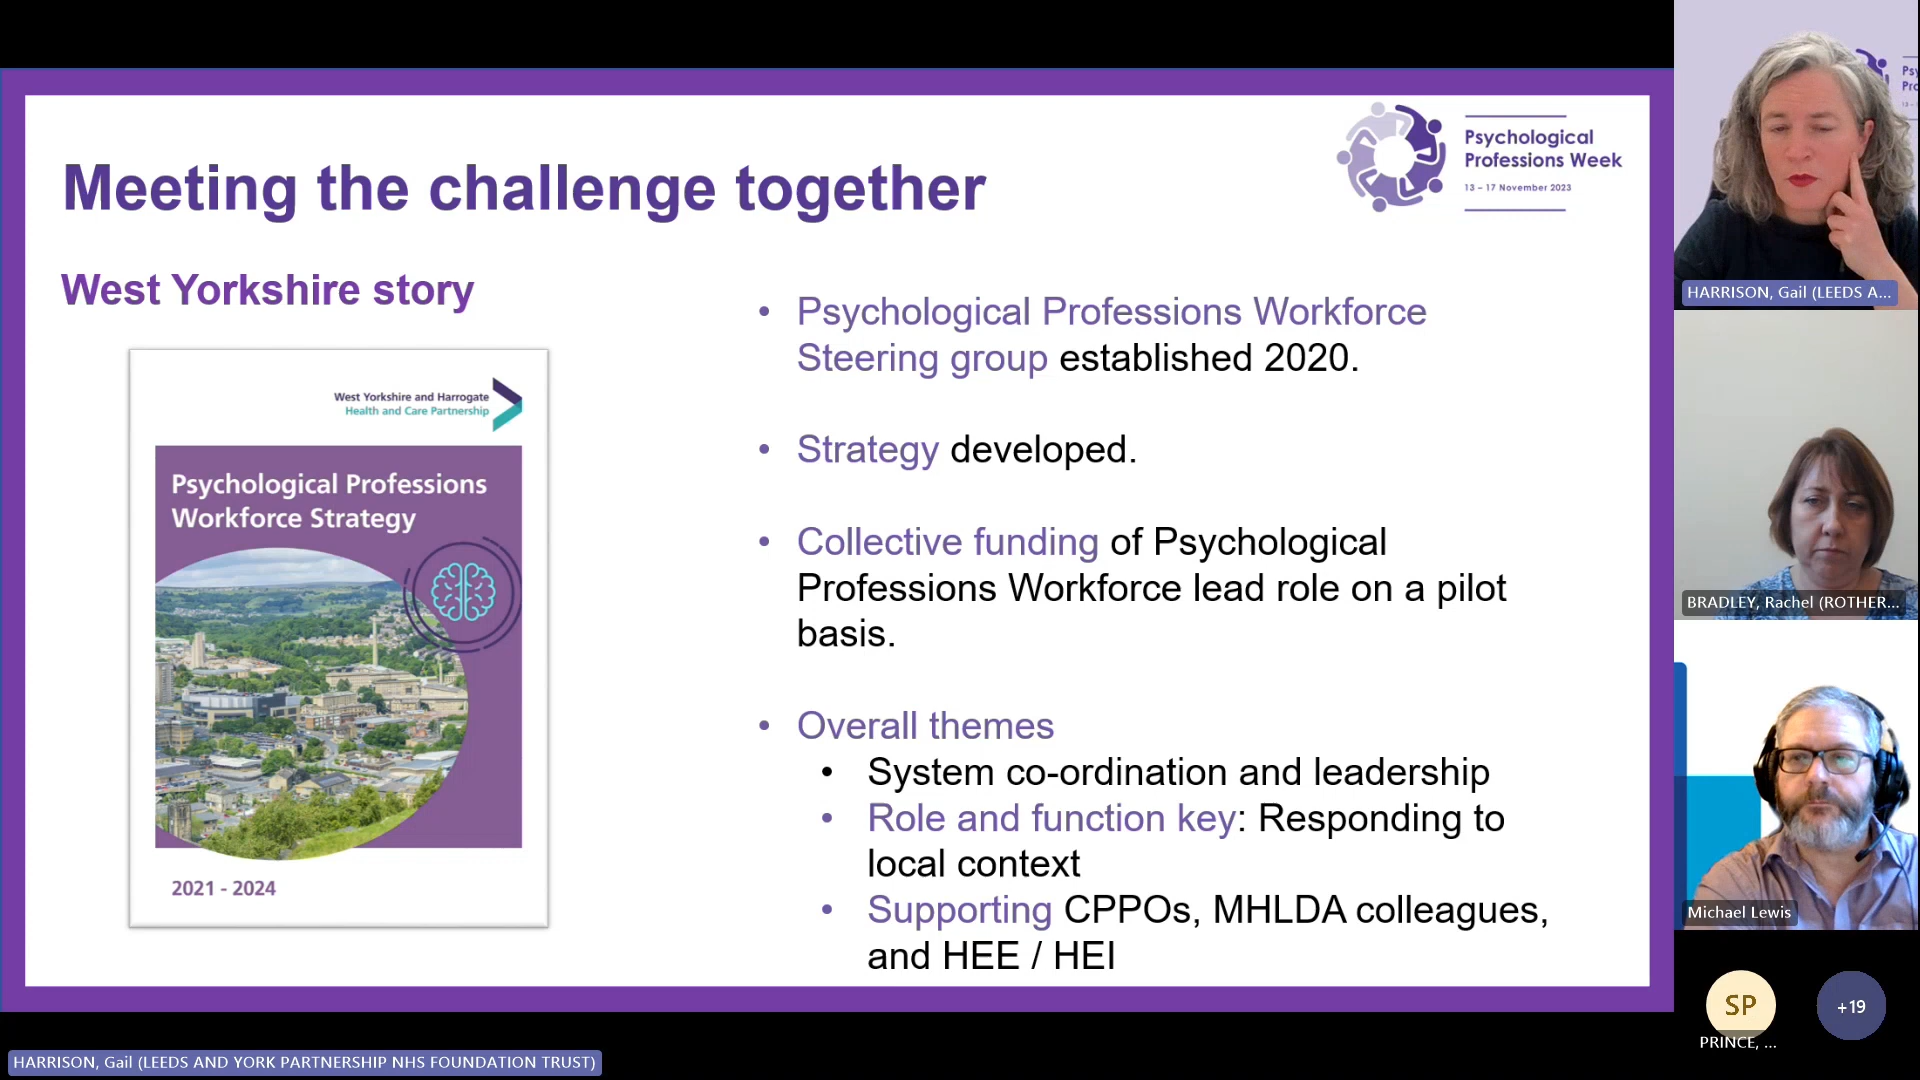 Meeting the challenge together
Psychological
Professions Week
13 – 17 November 2023
West Yorkshire story
West Yorkshire and Harrogate
Health and Care Partnership
Psychological Professions
Workforce Strategy
2021 - 2024
• Psychological Professions Workforce
Steering group established 2020.
• Strategy developed.
• Collective funding of Psychological
Professions Workforce lead role on a pilot
basis.
• Overall themes
• System co-ordination and leadership
• Role and function key: Responding to
local context
• Supporting CPPOs, MHLDA colleagues,
and HEE / HEI
HARRISON, Gail (LEEDS A...
BRADLEY, Rachel (ROTHER...
Michael Lewis
SP
+19
PRINCE, ...
HARRISON, Gail (LEEDS AND YORK PARTNERSHIP NHS FOUNDATION TRUST)